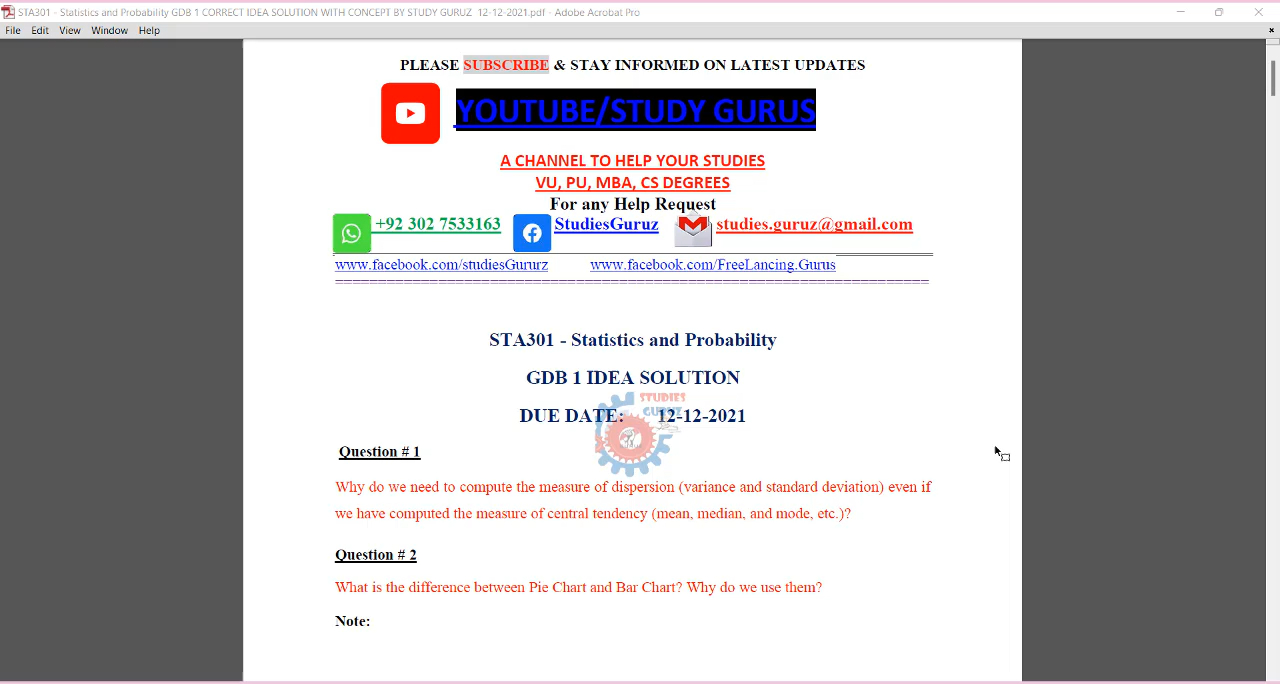 STA301 - Statistics and Probability GDB 1 CORRECT IDEA SOLUTION WITH CONCEPT BY STUDY GURUZ 12-12-2021.pdf - Adobe Acrobat Pro
File Edit View Window Help
PLEASE SUBSCRIBE & STAY INFORMED ON LATEST UPDATES
YOUTUBE/STUDY GURUS
A CHANNEL TO HELP YOUR STUDIES
VU, PU, MBA, CS DEGREES
For any Help Request
+92 302 7533163 StudiesGuruz studies.guruz@gmail.com
www.facebook.com/studiesGururz www.facebook.com/FreeLancing.Gurus
STA301 - Statistics and Probability
GDB 1 IDEA SOLUTION
STUDIES
GURUZ
DUE DATE: 12-12-2021
Question # 1
Why do we need to compute the measure of dispersion (variance and standard deviation) even if
we have computed the measure of central tendency (mean, median, and mode, etc.)?
Question # 2
What is the difference between Pie Chart and Bar Chart? Why do we use them?
Note: